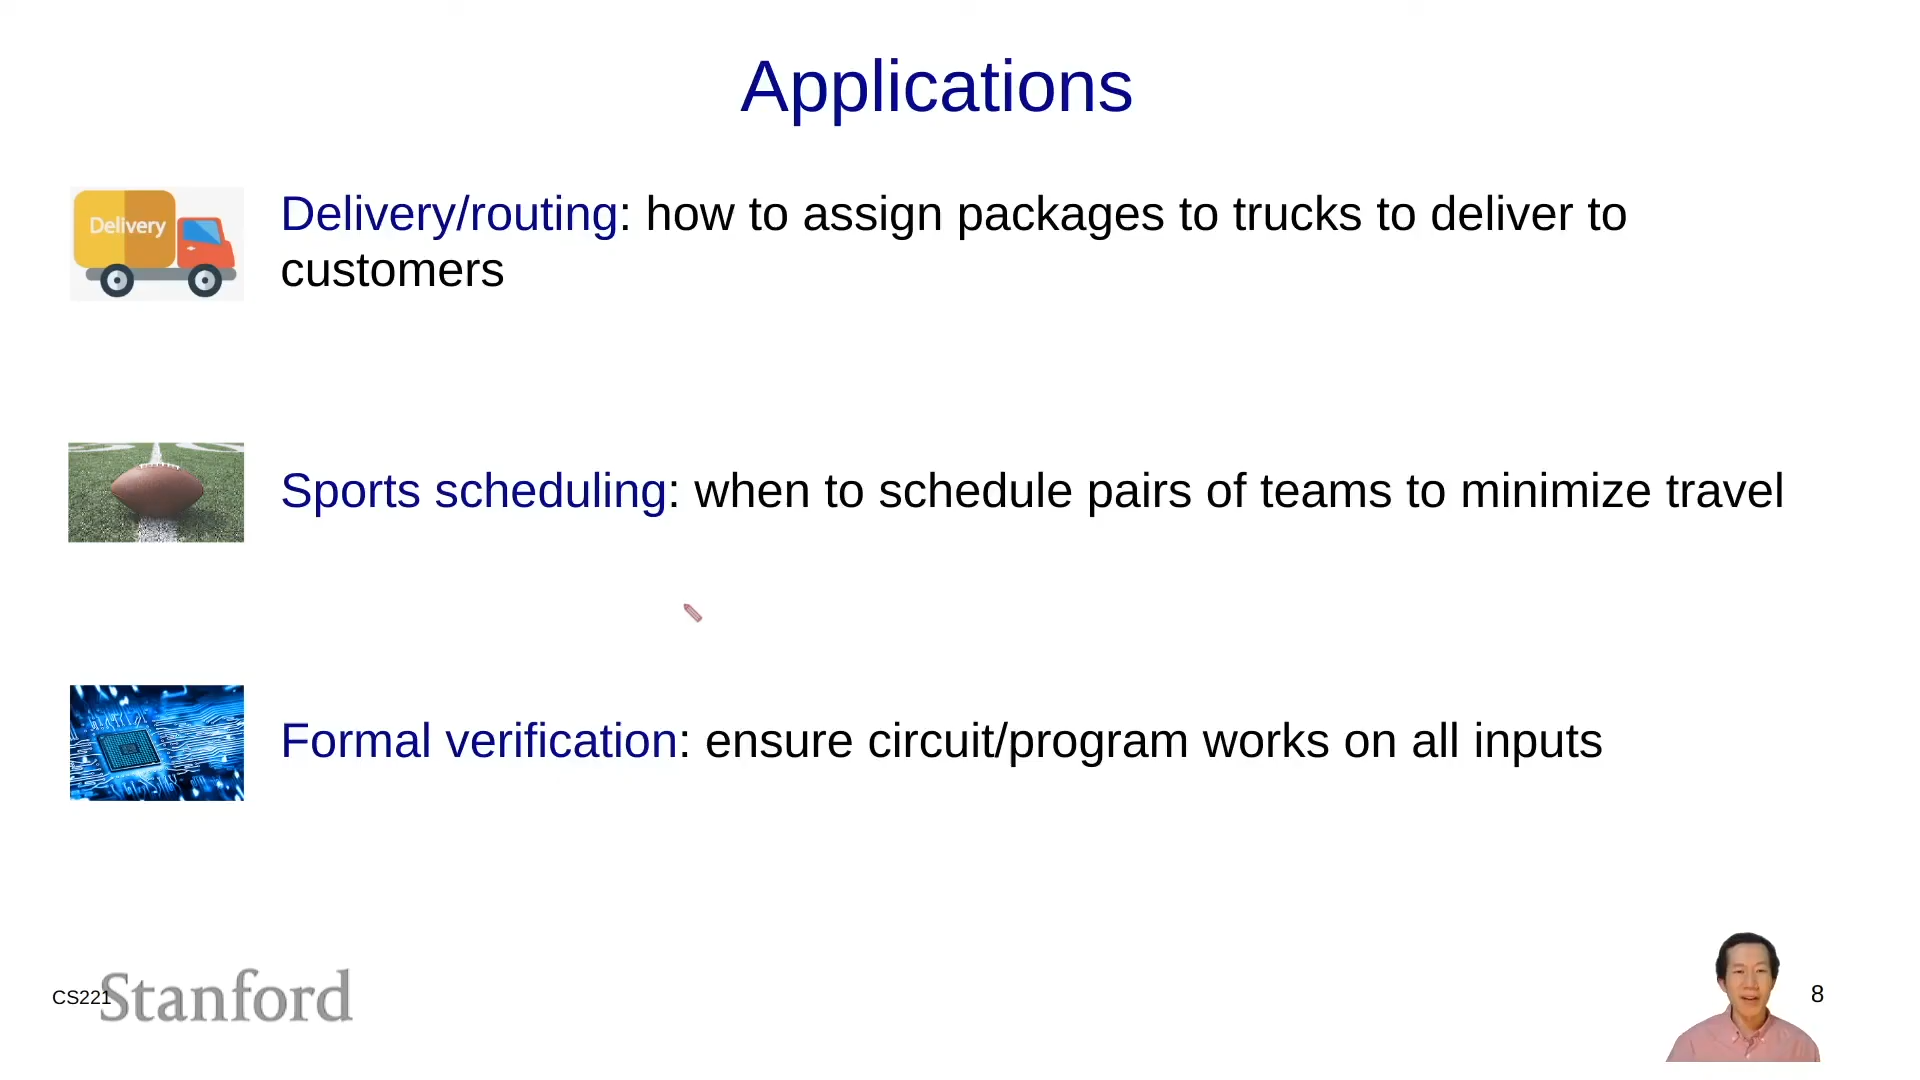 Applications
Delivery
Delivery/routing: how to assign packages to trucks to deliver to
customers
Sports scheduling: when to schedule pairs of teams to minimize travel
Formal verification: ensure circuit/program works on all inputs
CS221
Stanford
8